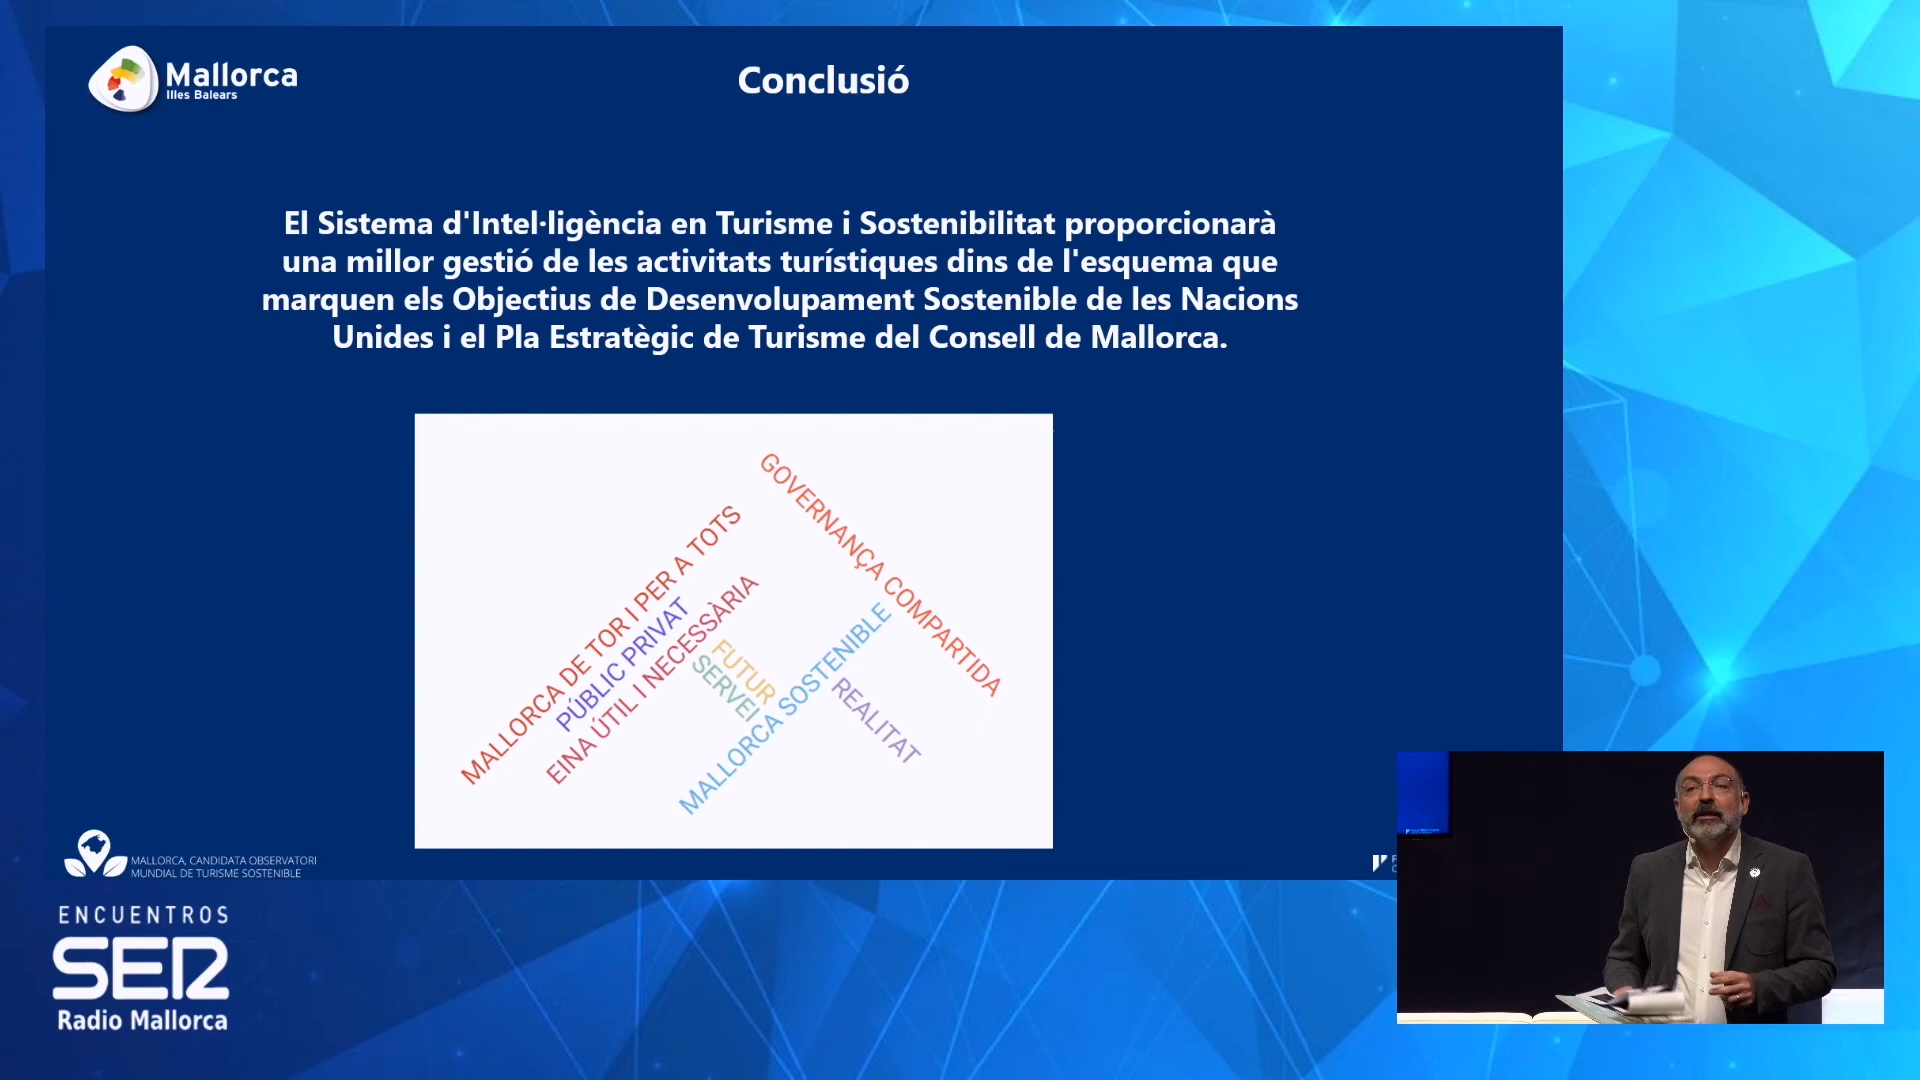 Mallorca
Illes Balears
Conclusió
El Sistema d'Intel·ligència en Turisme i Sostenibilitat proporcionarà
una millor gestió de les activitats turístiques dins de l'esquema que
marquen els Objectius de Desenvolupament Sostenible de les Nacions
Unides i el Pla Estratègic de Turisme del Consell de Mallorca.
GOVERNANÇA COMPARTIDA
MALLORCA DE TOR I PER A TOTS
PÚBLIC PRIVAT
EINA ÚTIL I NECESSÀRIA
FUTUR
SERVEI
MALLORCA SOSTENIBLE
REALITAT
MALLORCA, CANDIDATA OBSERVATORI
MUNDIAL DE TURISME SOSTENIBLE
ENCUENTROS
SER
Radio Mallorca